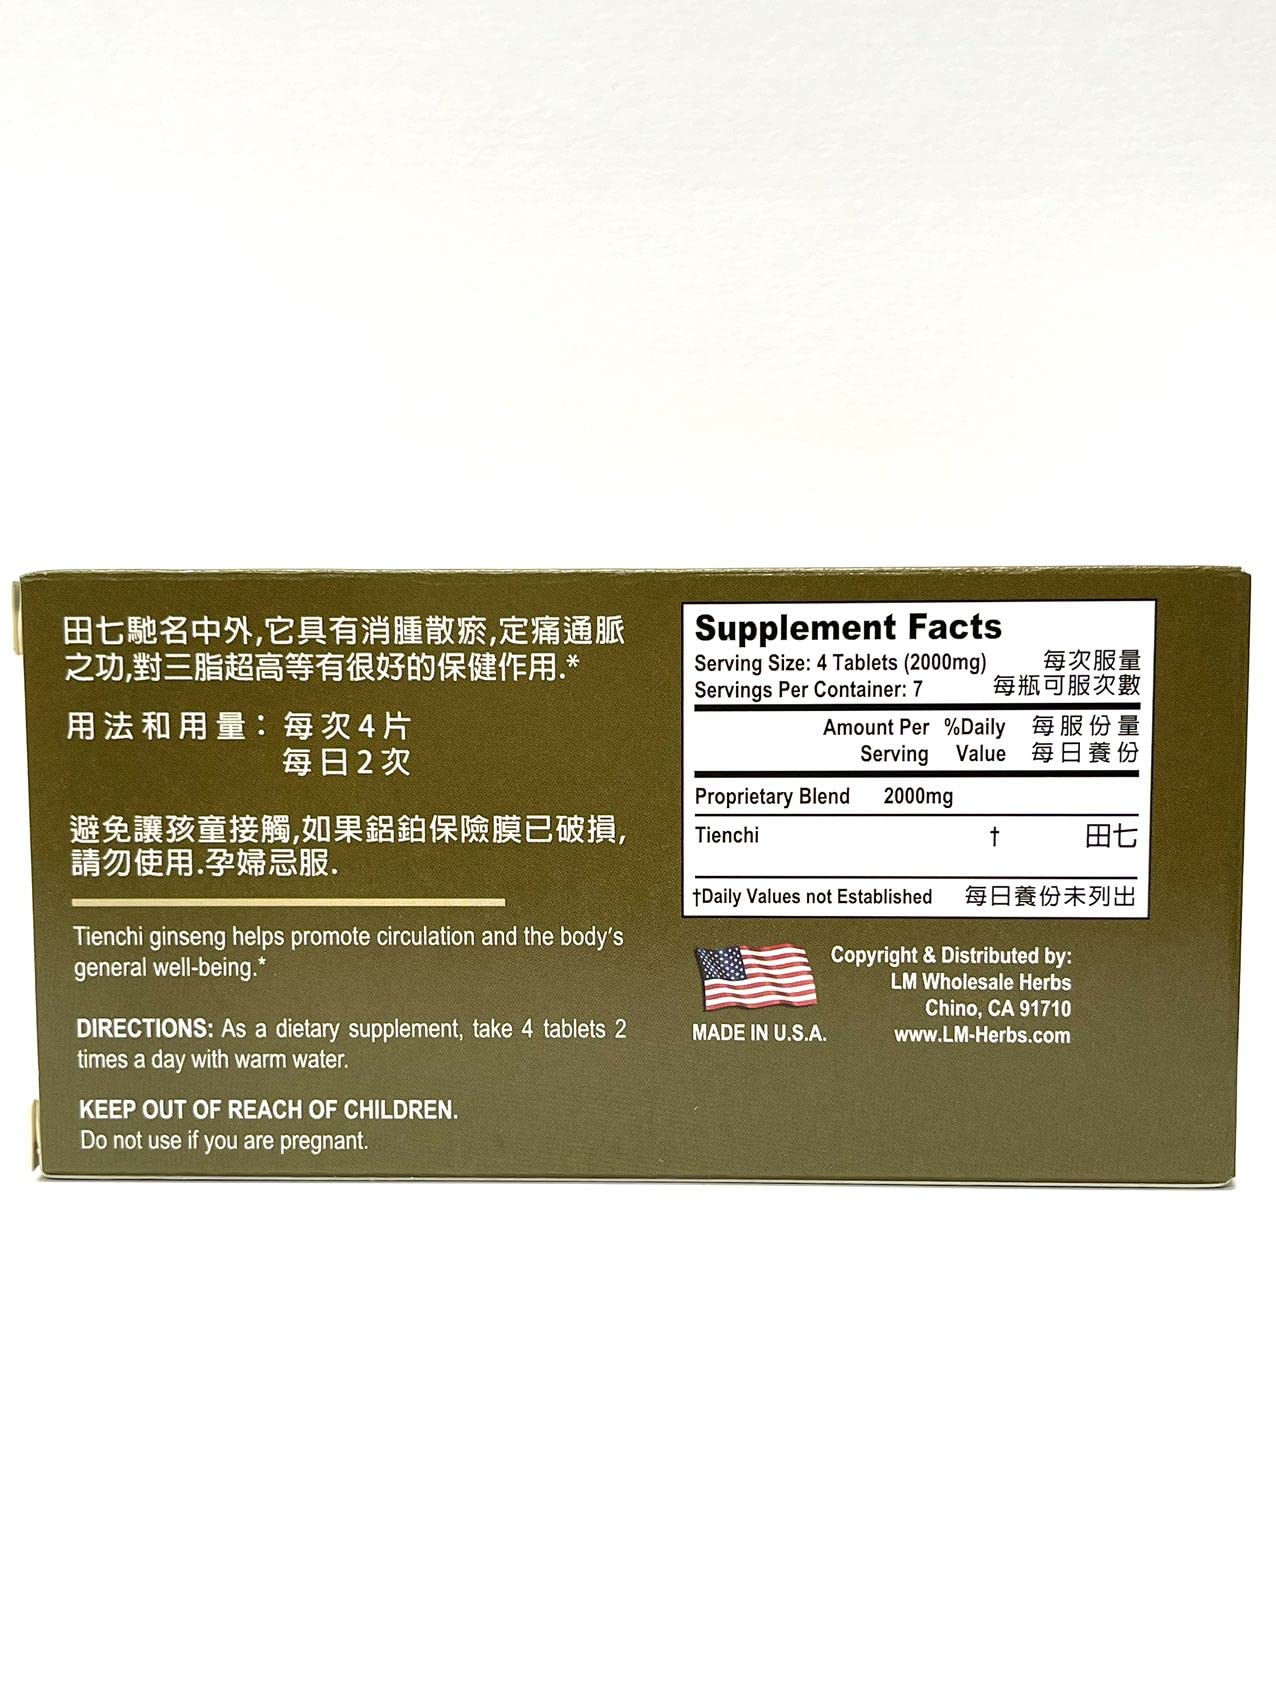 田七馳名中外,它具有消腫散瘀,定痛通脈
之功,對三脂超高等有很好的保健作用.*
用法和用量：每次4片
每日2次
避免讓孩童接觸,如果鋁鉑保險膜已破損,
請勿使用.孕婦忌服.
Tienchi ginseng helps promote circulation and the body's
general well-being.*
DIRECTIONS: As a dietary supplement, take 4 tablets 2
times a day with warm water.
KEEP OUT OF REACH OF CHILDREN.
Do not use if you are pregnant.
Supplement Facts
Serving Size: 4 Tablets (2000mg) 每次服量
Servings Per Container: 7 每瓶可服次數
Amount Per %Daily 每服份量
Serving Value 每日養份
Proprietary Blend 2000mg
Tienchi † 田七
†Daily Values not Established 每日養份未列出
MADE IN U.S.A.
Copyright & Distributed by:
LM Wholesale Herbs
Chino, CA 91710
www.LM-Herbs.com